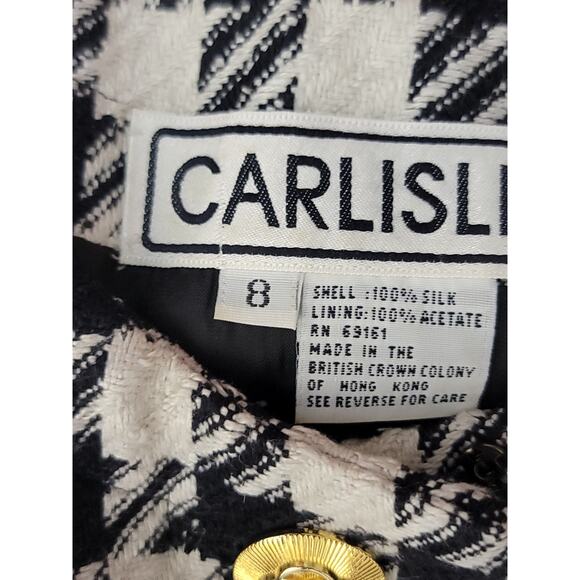 CARLISL
8
SHELL :100% SILK
LINING:100% ACETATE
RN 69161
MADE IN THE
BRITISH CROWN COLONY
OF HONG KONG
SEE REVERSE FOR CARE